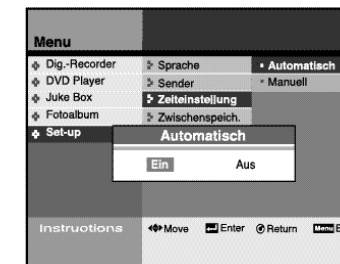 Menu
Dig.-Recorder
DVD Player
Juke Box
Fotoalbum
Set-up
Sprache
Sender
Zeiteinstellung
Zwischenspeich.
Automatisch
Manuell
Automatisch
Ein Aus
Instructions Move Enter Return Menu E